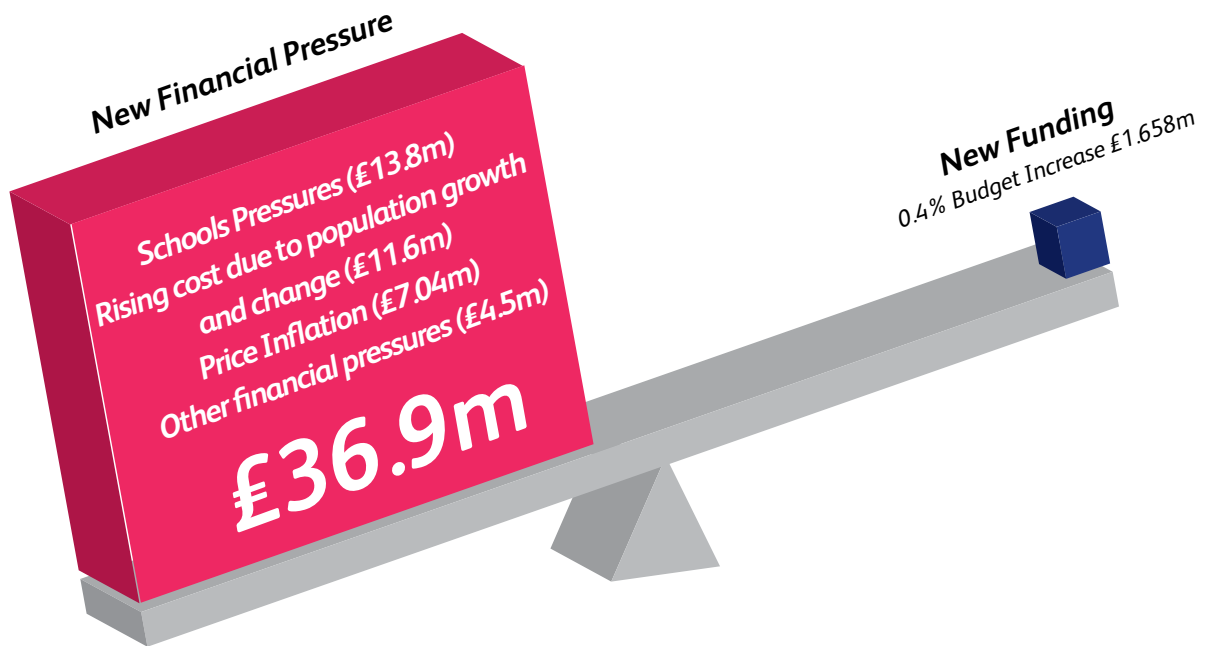 New Financial Pressure
Schools Pressures (£13.8m)
Rising cost due to population growth
and change (£11.6m)
Price Inflation (£7.04m)
Other financial pressures (£4.5m)
£36.9m
New Funding
0.4% Budget Increase £1.658m